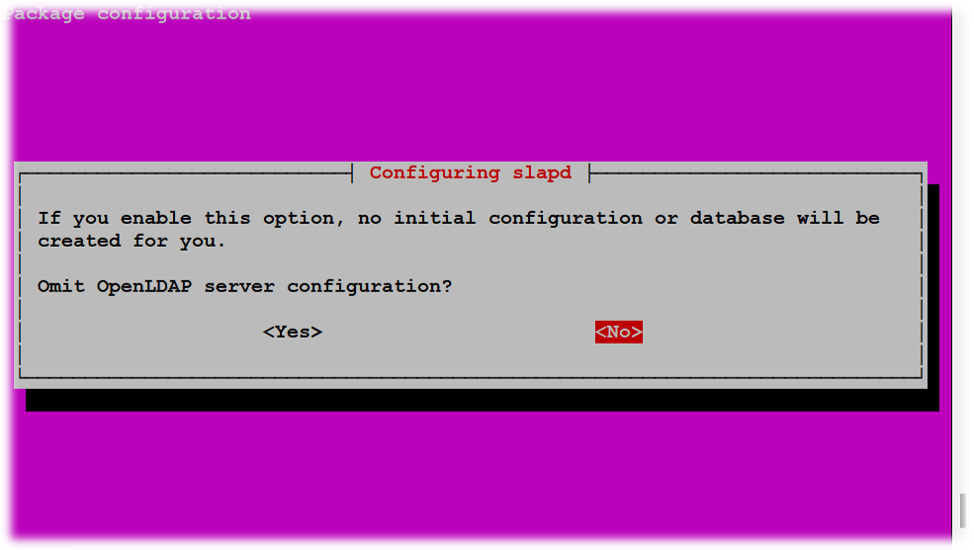 Package configuration
Configuring slapd
If you enable this option, no initial configuration or database will be
created for you.
Omit OpenLDAP server configuration?
<Yes> <No>